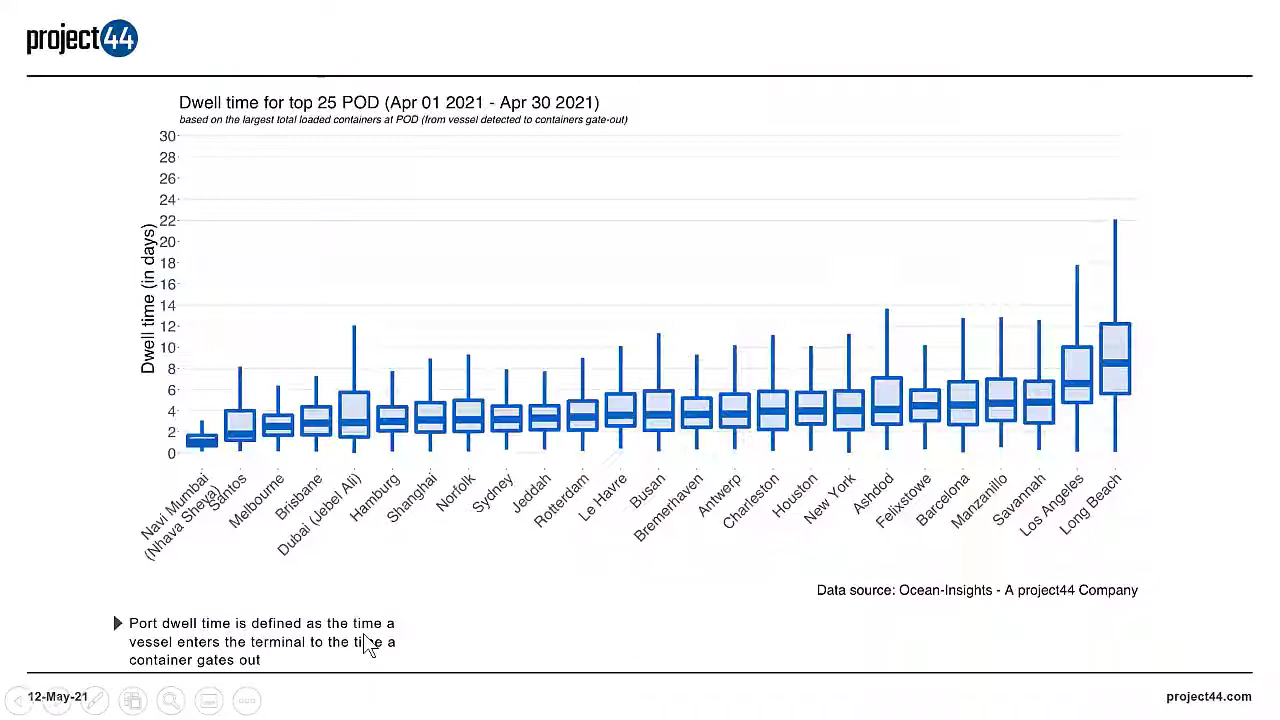 project44
Dwell time for top 25 POD (Apr 01 2021 - Apr 30 2021)
based on the largest total loaded containers at POD (from vessel detected to containers gate-out)
Dwell time (in days)
30
28
26
24
22
20
18
16
14
12
10
8
6
4
2
0
Navi Mumbai
(Nhava Sheva)
Santos
Melbourne
Brisbane
Dubai (Jebel Ali)
Hamburg
Shanghai
Norfolk
Sydney
Jeddah
Rotterdam
Le Havre
Busan
Bremerhaven
Antwerp
Charleston
Houston
New York
Ashdod
Felixstowe
Barcelona
Manzanillo
Savannah
Los Angeles
Long Beach
Data source: Ocean-Insights - A project44 Company
Port dwell time is defined as the time a
vessel enters the terminal to the time a
container gates out
12-May-21
project44.com